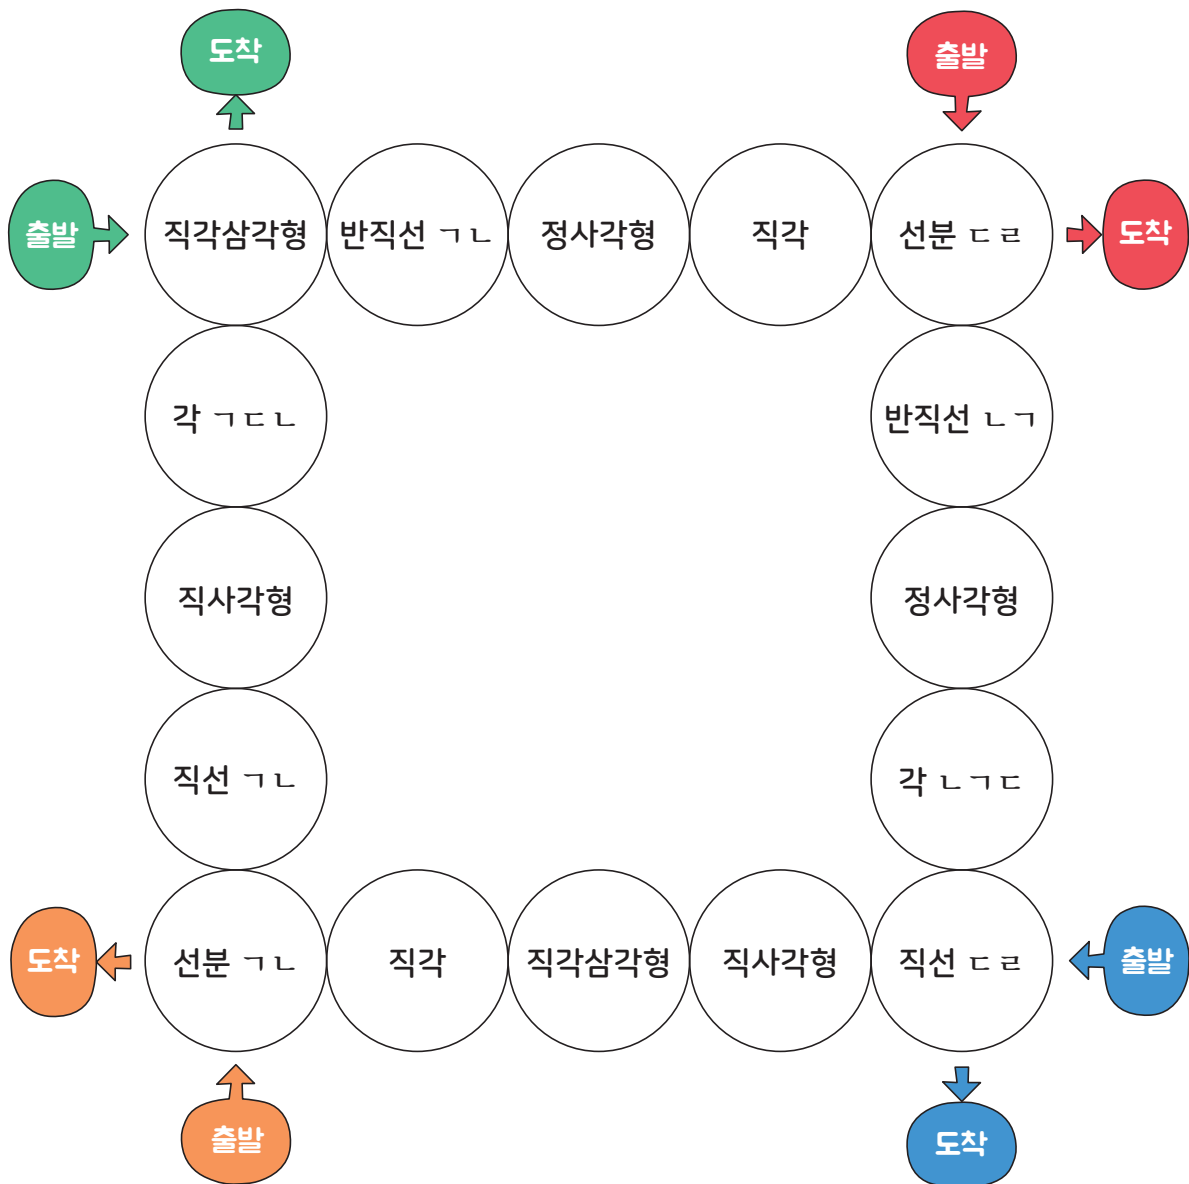 도착
출발
출발
직각삼각형
반직선 ㄱㄴ
정사각형
직각
선분 ㄷㄹ
도착
각 ㄱㄷㄴ
반직선 ㄴㄱ
직사각형
정사각형
직선 ㄱㄴ
각 ㄴㄱㄷ
도착
선분 ㄱㄴ
직각
직각삼각형
직사각형
직선 ㄷㄹ
출발
출발
도착